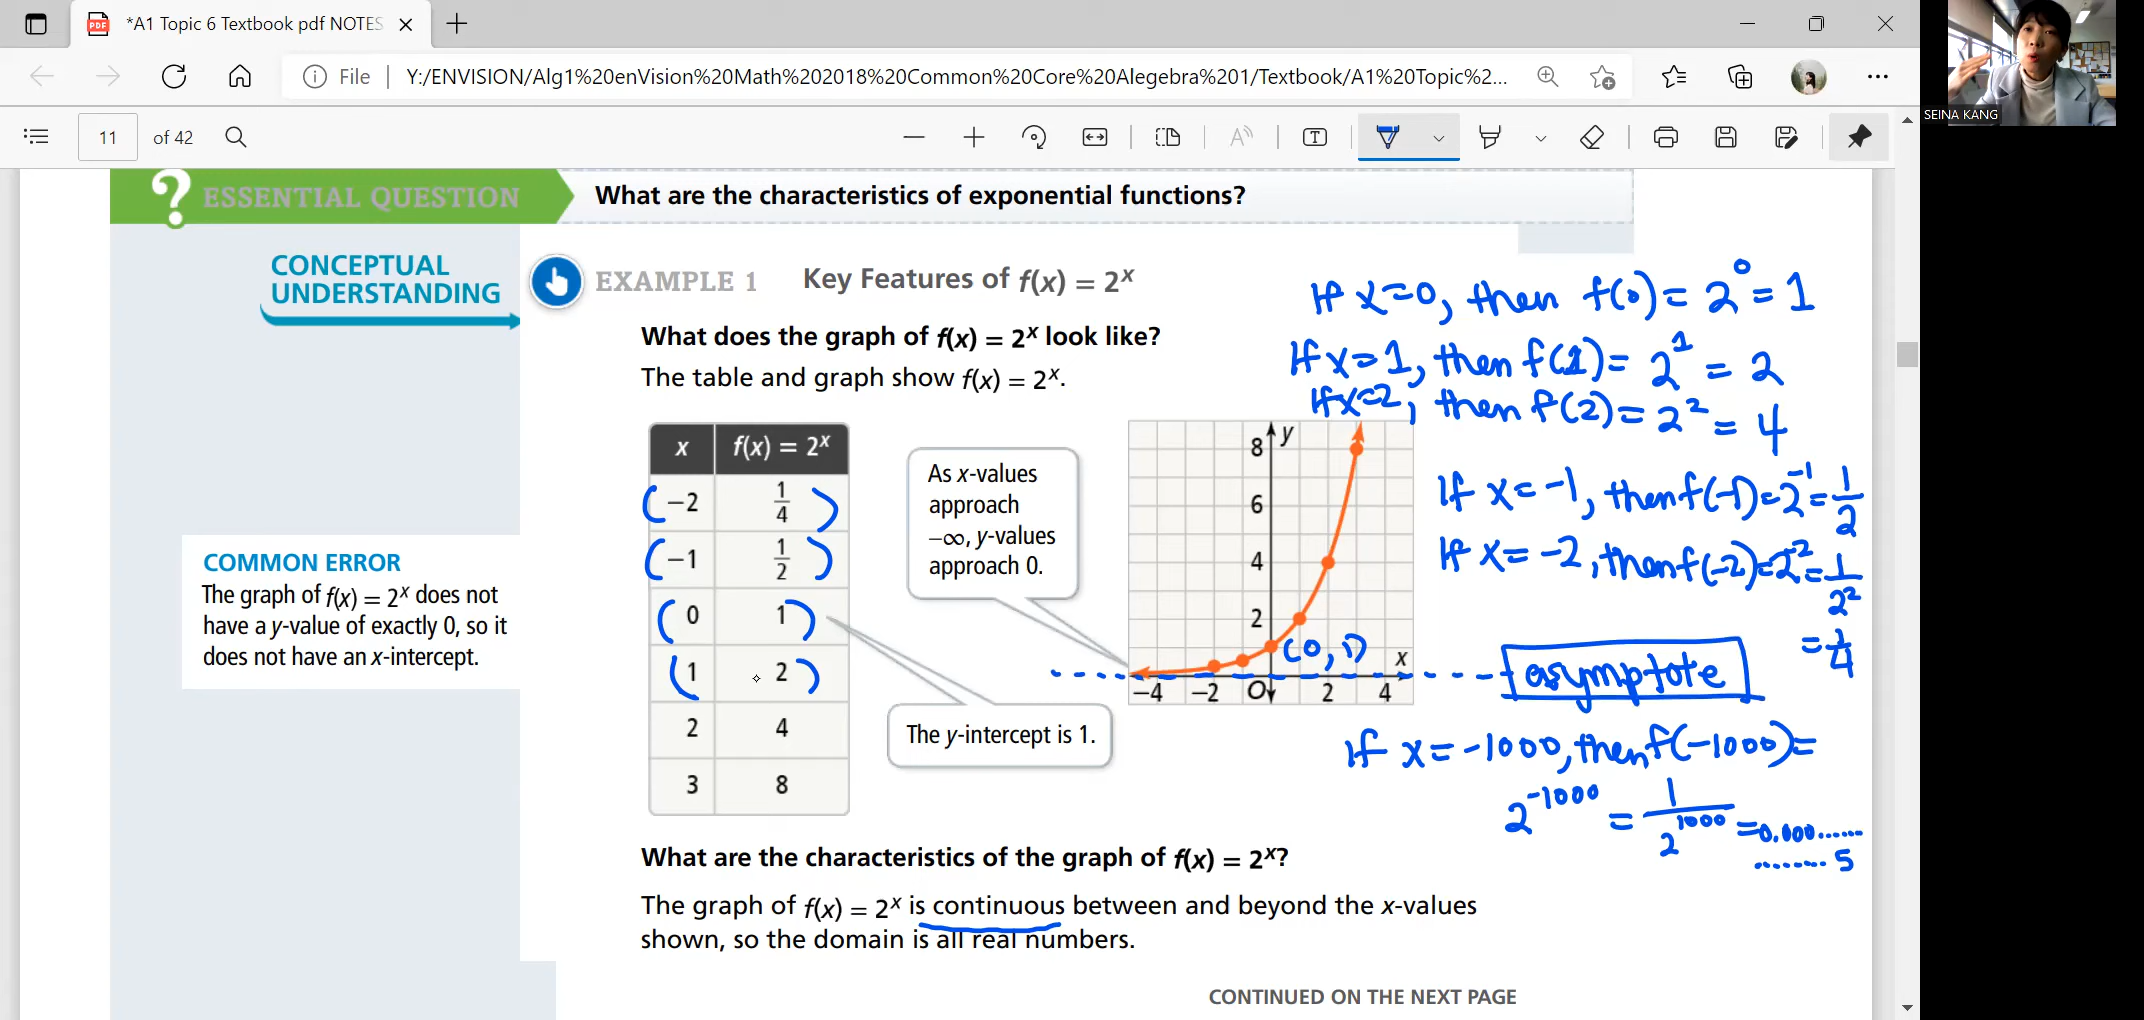 *A1 Topic 6 Textbook pdf NOTES
File
Y:/ENVISION/Alg1%20enVision%20Math%202018%20Common%20Core%20Alegebra%201/Textbook/A1%20Topic%2...
SEINA KANG
11 of 42
? ESSENTIAL QUESTION
What are the characteristics of exponential functions?
CONCEPTUAL
UNDERSTANDING
EXAMPLE 1 Key Features of f(x) = 2ˣ
What does the graph of f(x) = 2ˣ look like?
The table and graph show f(x) = 2ˣ.
x f(x) = 2ˣ
(−2 1/4)
(−1 1/2)
(0 1)
(1 2)
2 4
3 8
As x-values
approach
−∞, y-values
approach 0.
The y-intercept is 1.
y
8
6
4
2
(0, 1)
x
−4 −2 O 2 4
If x=0, then f(0) = 2⁰ = 1
If x=1, then f(1) = 2¹ = 2
If x=2, then f(2) = 2² = 4
If x=-1, then f(-1) = 2⁻¹ = 1/2
If x=-2, then f(-2) = 2⁻² = 1/2²
= 1/4
asymptote
If x=-1000, then f(-1000) =
2⁻¹⁰⁰⁰ = 1/2¹⁰⁰⁰ = 0.000......
........ 5
COMMON ERROR
The graph of f(x) = 2ˣ does not
have a y-value of exactly 0, so it
does not have an x-intercept.
What are the characteristics of the graph of f(x) = 2ˣ?
The graph of f(x) = 2ˣ is continuous between and beyond the x-values
shown, so the domain is all real numbers.
CONTINUED ON THE NEXT PAGE